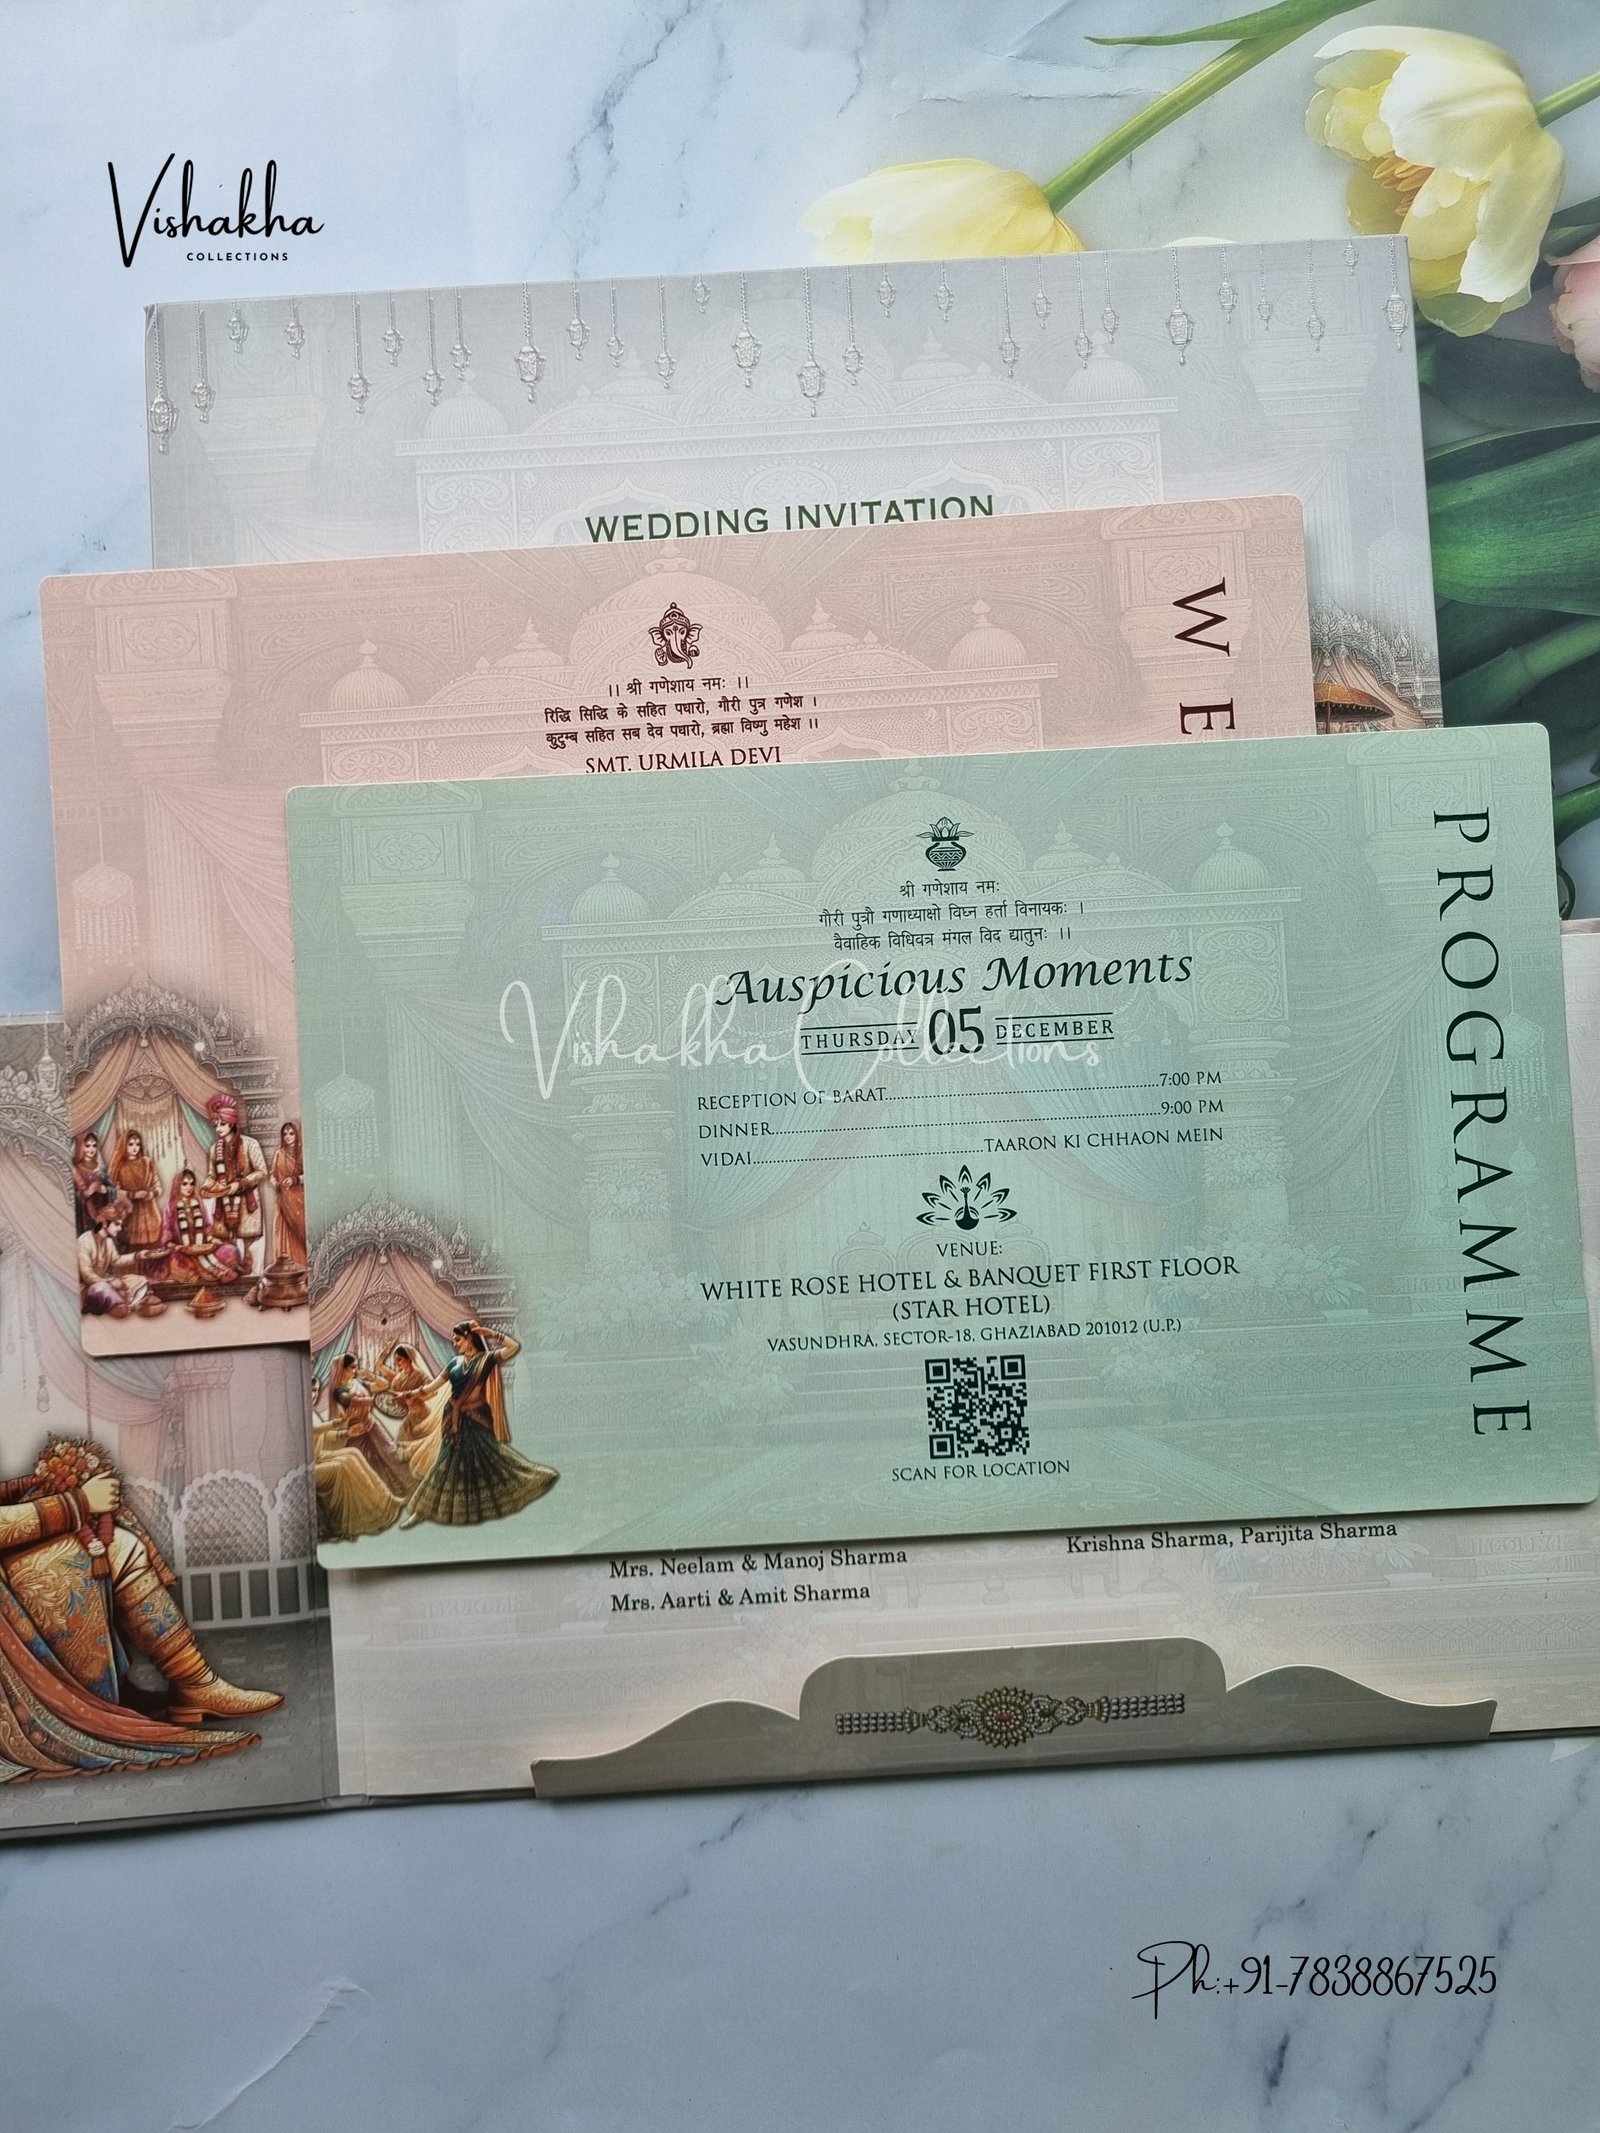 Vishakha
COLLECTIONS
WEDDING INVITATION
WE
।। श्री गणेशाय नमः ।।
रिद्धि सिद्धि के सहित पधारो, गौरी पुत्र गणेश ।
कुटुम्ब सहित सब देव पधारो, ब्रह्मा विष्णु महेश ।।
SMT. URMILA DEVI
PROGRAMME
श्री गणेशाय नमः
गौरी पुत्रौ गणाध्याक्षो विघ्न हर्ता विनायकः ।
वैवाहिक विधिवत्र मंगल विद द्यातुनः ।।
Auspicious Moments
THURSDAY 05 DECEMBER
Vishakha Collections
RECEPTION OF BARAT.......7:00 PM
DINNER.......9:00 PM
VIDAI.......TAARON KI CHHAON MEIN
VENUE:
WHITE ROSE HOTEL & BANQUET FIRST FLOOR
(STAR HOTEL)
VASUNDHRA, SECTOR-18, GHAZIABAD 201012 (U.P.)
SCAN FOR LOCATION
Mrs. Neelam & Manoj Sharma
Mrs. Aarti & Amit Sharma
Krishna Sharma, Parijita Sharma
Ph:+91-7838867525